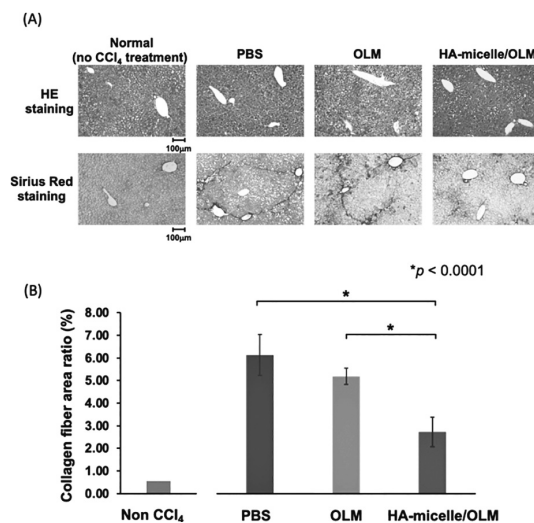 (A)
Normal
(no CCl₄ treatment)
PBS
OLM
HA-micelle/OLM
HE
staining
100μm
Sirius Red
staining
100μm
*p < 0.0001
(B)
Collagen fiber area ratio (%)
8.00
7.00
6.00
5.00
4.00
3.00
2.00
1.00
0.00
*
*
Non CCl₄
PBS
OLM
HA-micelle/OLM